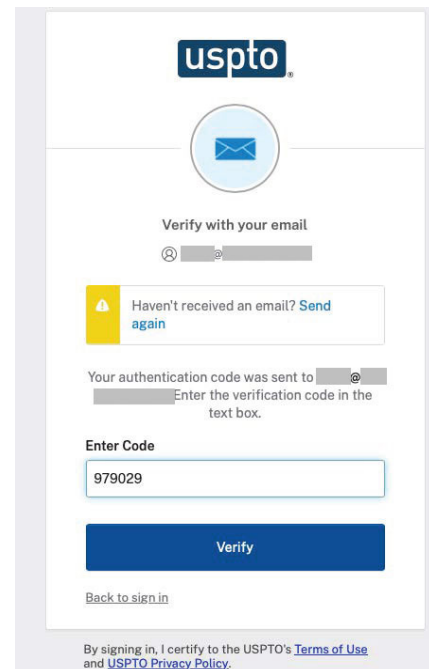 uspto®
Verify with your email
@
Haven't received an email? Send
again
Your authentication code was sent to @
Enter the verification code in the
text box.
Enter Code
979029
Verify
Back to sign in
By signing in, I certify to the USPTO's Terms of Use
and USPTO Privacy Policy.